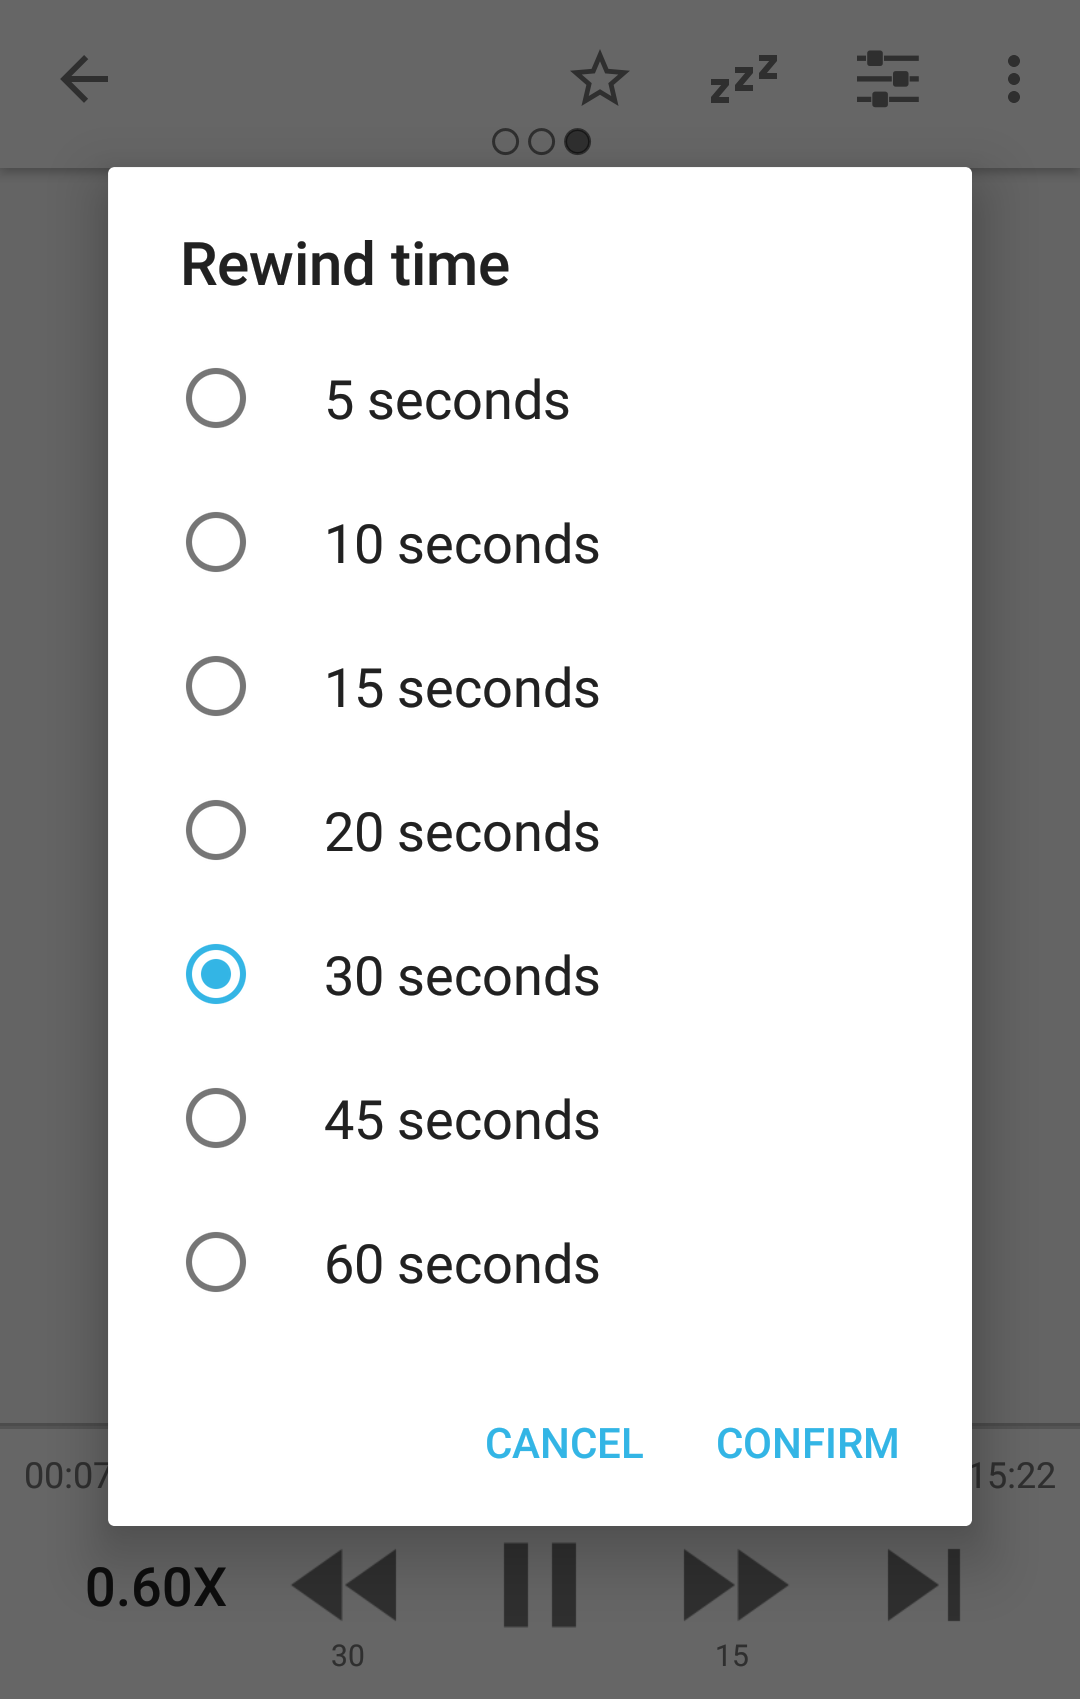 zzz
Rewind time
5 seconds
10 seconds
15 seconds
20 seconds
30 seconds
45 seconds
60 seconds
CANCEL CONFIRM
00:07 15:22
0.60X
30 15